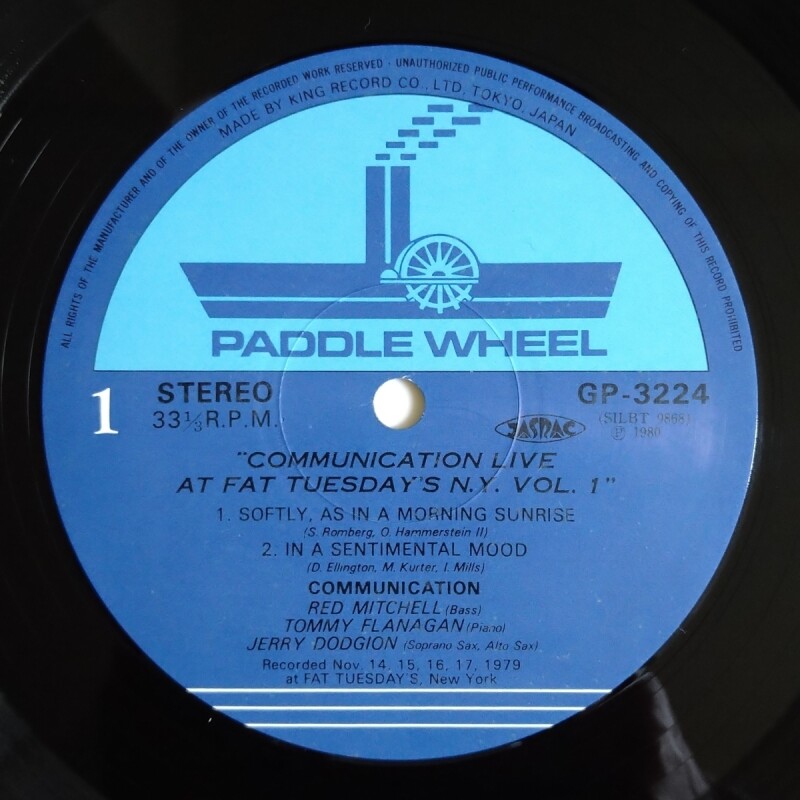 ALL RIGHTS OF THE MANUFACTURER AND OF THE OWNER OF THE RECORDED WORK RESERVED · UNAUTHORIZED PUBLIC PERFORMANCE BROADCASTING AND COPYING OF THIS RECORD PROHIBITED
MADE BY KING RECORD CO., LTD, TOKYO, JAPAN
PADDLE WHEEL
1 STEREO GP-3224
33⅓ R.P.M. JASRAC (SILBT 9868)
Ⓟ 1980
"COMMUNICATION LIVE
AT FAT TUESDAY'S N.Y. VOL. 1"
1. SOFTLY, AS IN A MORNING SUNRISE
(S. Romberg, O. Hammerstein II)
2. IN A SENTIMENTAL MOOD
(D. Ellington, M. Kurter, I. Mills)
COMMUNICATION
RED MITCHELL (Bass)
TOMMY FLANAGAN (Piano)
JERRY DODGION (Soprano Sax, Alto Sax)
Recorded Nov. 14, 15, 16, 17, 1979
at FAT TUESDAY'S, New York